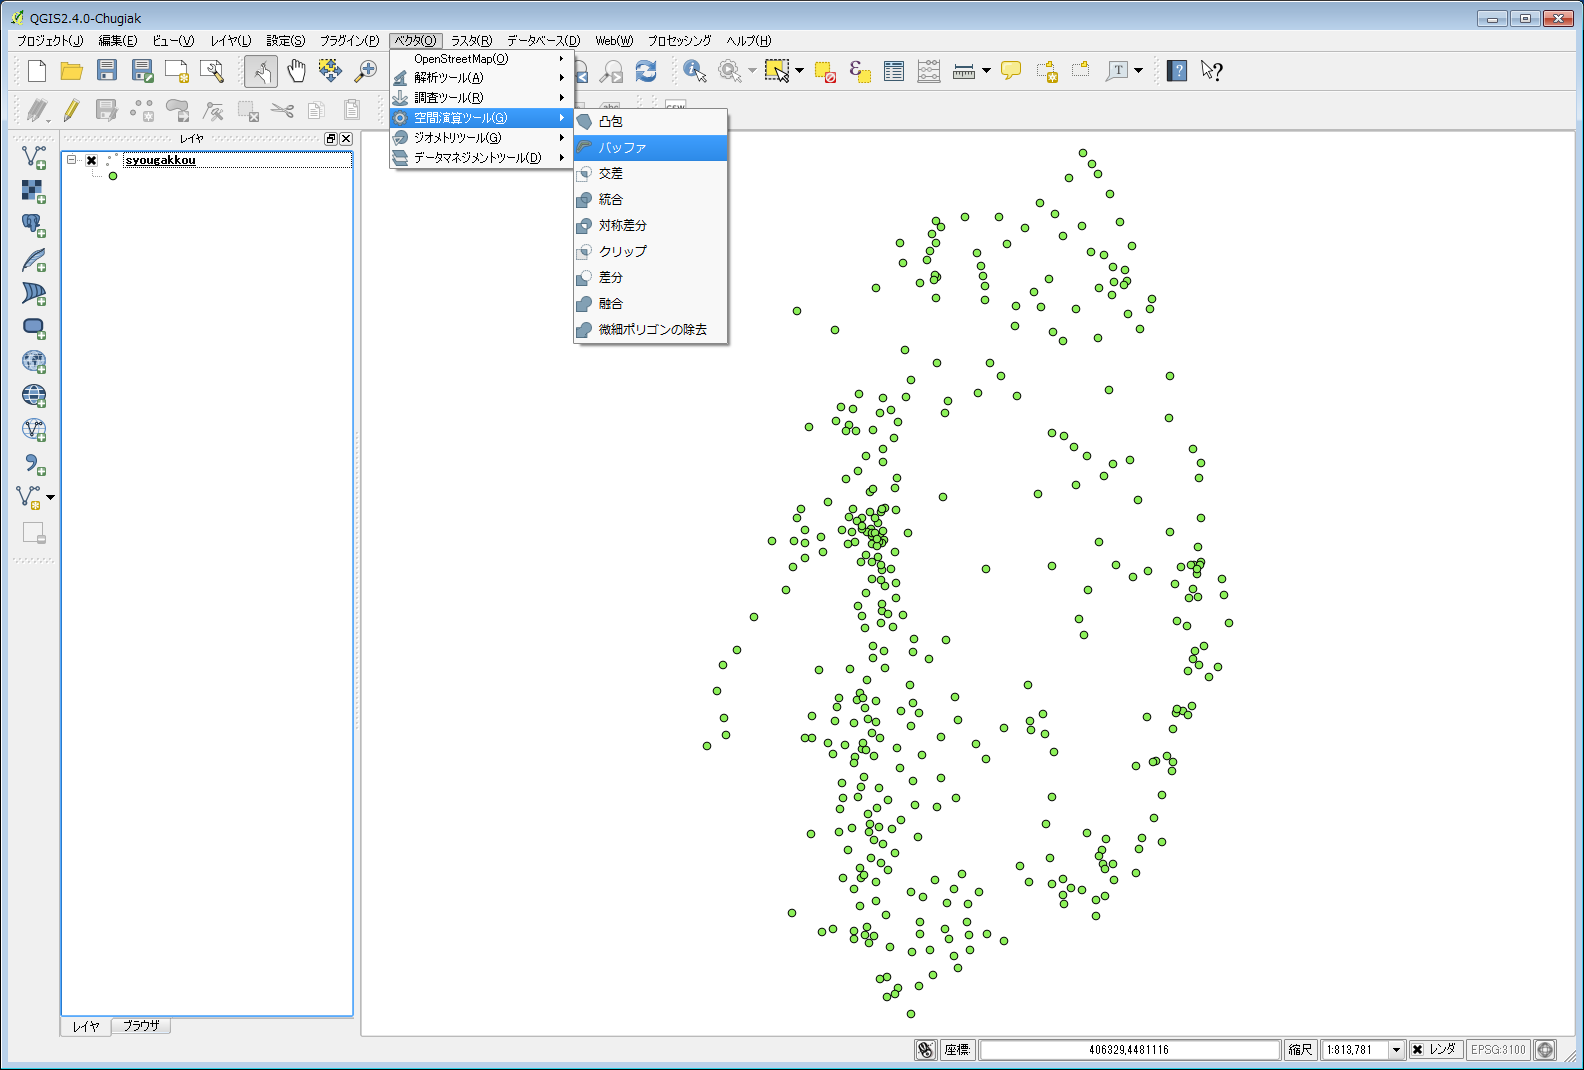 QGIS2.4.0-Chugiak
プロジェクト(J) 編集(E) ビュー(V) レイヤ(L) 設定(S) プラグイン(P) ベクタ(O) ラスタ(R) データベース(D) Web(W) プロセッシング ヘルプ(H)
OpenStreetMap(O)
解析ツール(A)
調査ツール(R)
空間演算ツール(G)
ジオメトリツール(G)
データマネジメントツール(D)
凸包
バッファ
交差
統合
対称差分
クリップ
差分
融合
微細ポリゴンの除去
レイヤ
syougakkou
レイヤ ブラウザ
座標: 406329,4481116 縮尺 1:813,781 レンダ EPSG:3100